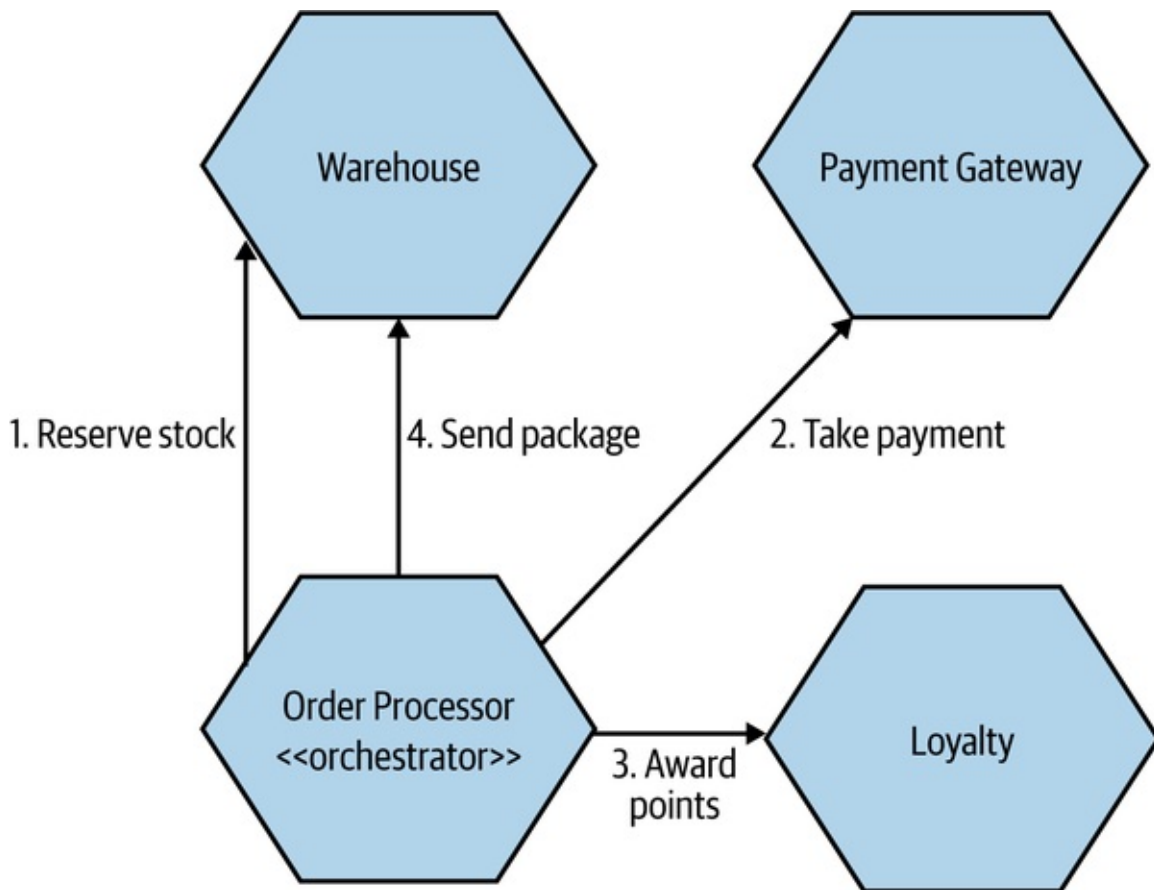 Warehouse
Payment Gateway
1. Reserve stock
4. Send package
2. Take payment
Order Processor
<<orchestrator>>
3. Award
points
Loyalty